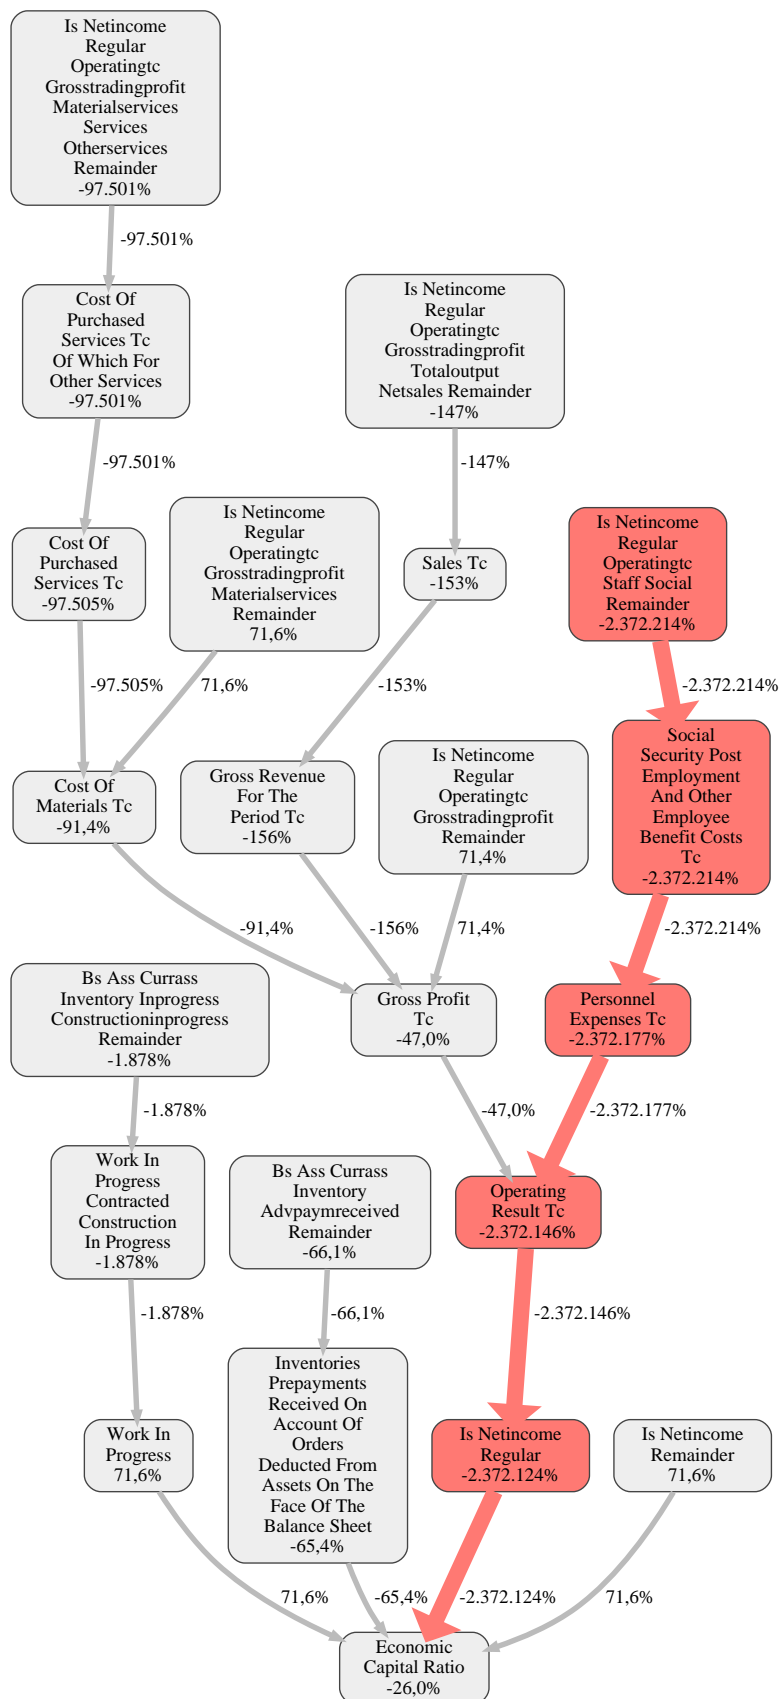 Is Netincome
Regular
Operatingtc
Grosstradingprofit
Materialservices
Services
Otherservices
Remainder
-97.501%
-97.501%
Cost Of
Purchased
Services Tc
Of Which For
Other Services
-97.501%
Is Netincome
Regular
Operatingtc
Grosstradingprofit
Totaloutput
Netsales Remainder
-147%
-97.501%
-147%
Cost Of
Purchased
Services Tc
-97.505%
Is Netincome
Regular
Operatingtc
Grosstradingprofit
Materialservices
Remainder
71,6%
Sales Tc
-153%
Is Netincome
Regular
Operatingtc
Staff Social
Remainder
-2.372.214%
-97.505%
71,6%
-153%
-2.372.214%
Cost Of
Materials Tc
-91,4%
Gross Revenue
For The
Period Tc
-156%
Is Netincome
Regular
Operatingtc
Grosstradingprofit
Remainder
71,4%
Social
Security Post
Employment
And Other
Employee
Benefit Costs
Tc
-2.372.214%
-91,4%
-156%
71,4%
-2.372.214%
Bs Ass Currass
Inventory Inprogress
Constructioninprogress
Remainder
-1.878%
Gross Profit
Tc
-47,0%
Personnel
Expenses Tc
-2.372.177%
-1.878%
-47,0%
-2.372.177%
Work In
Progress
Contracted
Construction
In Progress
-1.878%
Bs Ass Currass
Inventory
Advpaymreceived
Remainder
-66,1%
Operating
Result Tc
-2.372.146%
-1.878%
-66,1%
-2.372.146%
Work In
Progress
71,6%
Inventories
Prepayments
Received On
Account Of
Orders
Deducted From
Assets On The
Face Of The
Balance Sheet
-65,4%
Is Netincome
Regular
-2.372.124%
Is Netincome
Remainder
71,6%
71,6%
-65,4%
-2.372.124%
71,6%
Economic
Capital Ratio
-26,0%